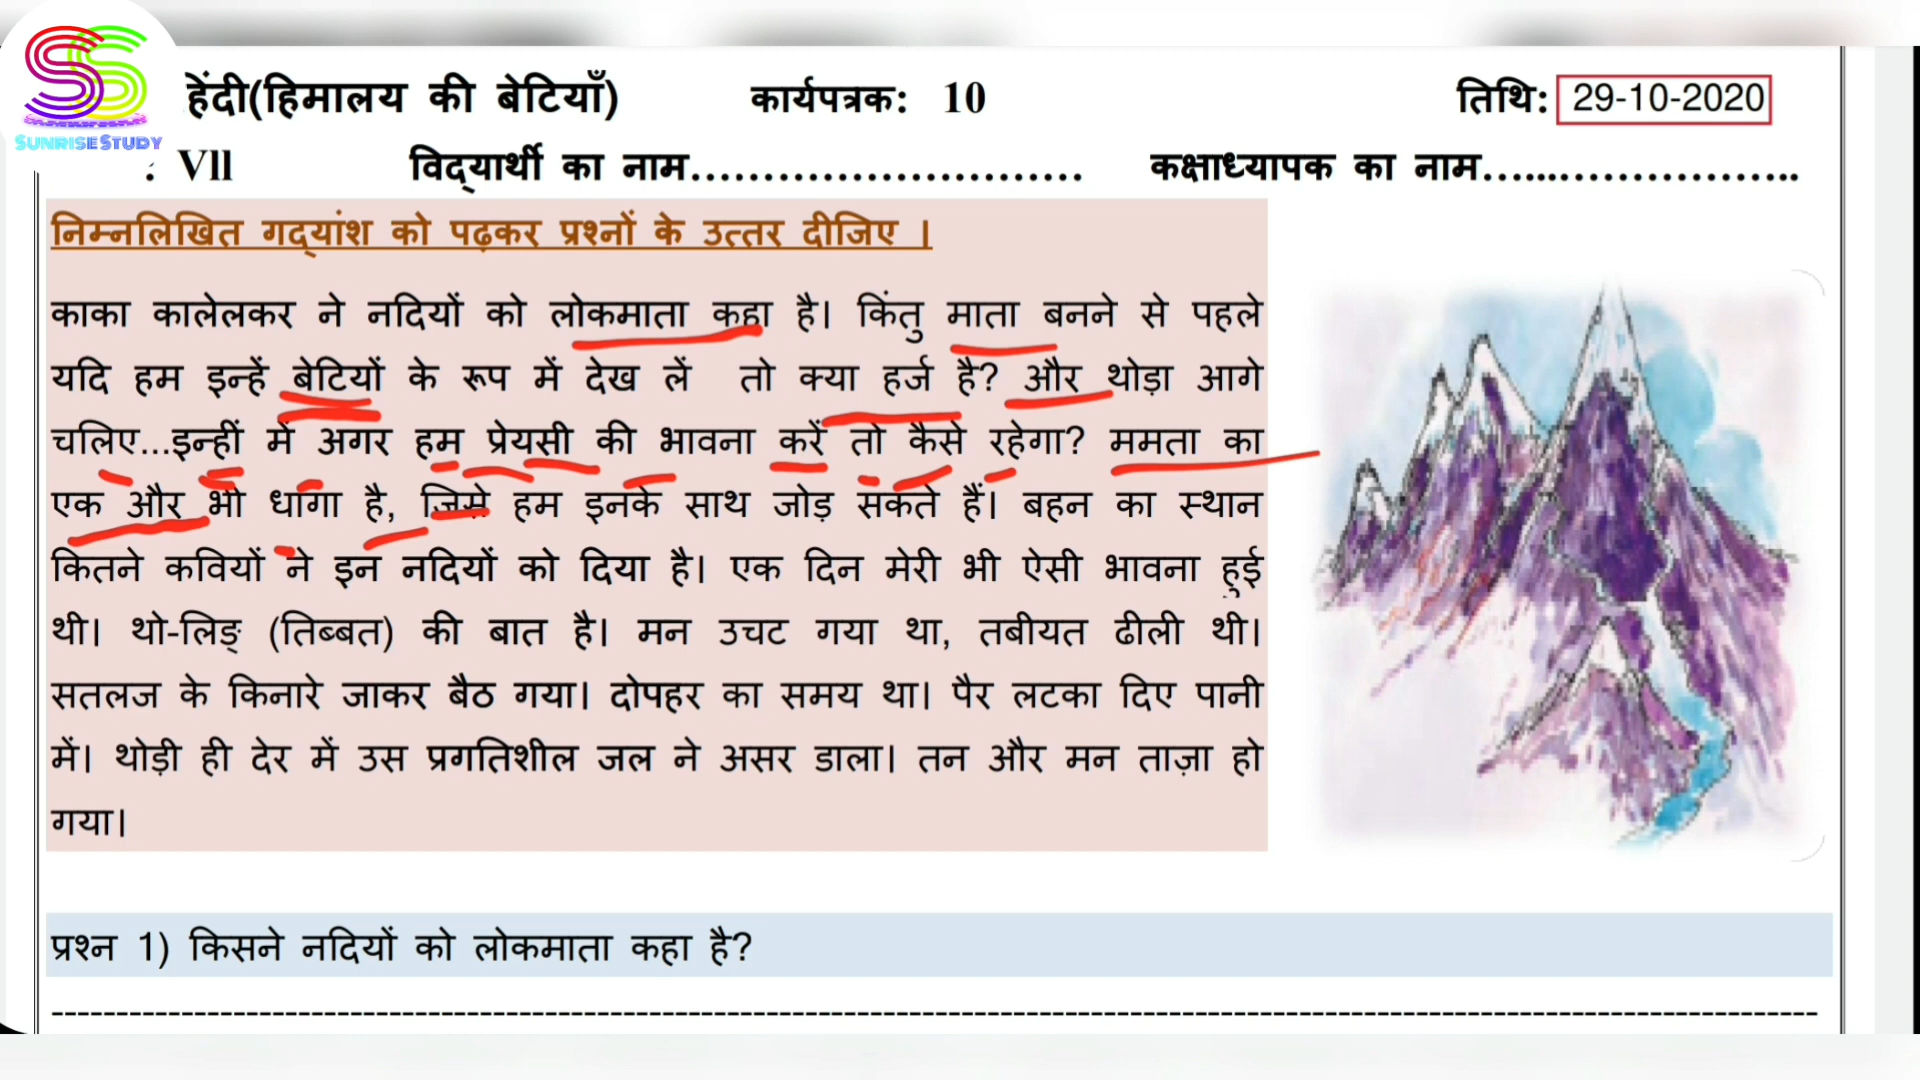 SUNRISESTUDY
हेंदी(हिमालय की बेटियाँ) कार्यपत्रक: 10 तिथि: 29-10-2020
: Vll विद्यार्थी का नाम........................... कक्षाध्यापक का नाम......................
निम्नलिखित गद्यांश को पढ़कर प्रश्नों के उत्तर दीजिए ।
काका कालेलकर ने नदियों को लोकमाता कहा है। किंतु माता बनने से पहले
यदि हम इन्हें बेटियों के रूप में देख लें तो क्या हर्ज है? और थोड़ा आगे
चलिए...इन्हीं में अगर हम प्रेयसी की भावना करें तो कैसे रहेगा? ममता का
एक और भी धागा है, जिसे हम इनके साथ जोड़ सकते हैं। बहन का स्थान
कितने कवियों ने इन नदियों को दिया है। एक दिन मेरी भी ऐसी भावना हुई
थी। थो-लिङ् (तिब्बत) की बात है। मन उचट गया था, तबीयत ढीली थी।
सतलज के किनारे जाकर बैठ गया। दोपहर का समय था। पैर लटका दिए पानी
में। थोड़ी ही देर में उस प्रगतिशील जल ने असर डाला। तन और मन ताज़ा हो
गया।
प्रश्न 1) किसने नदियों को लोकमाता कहा है?